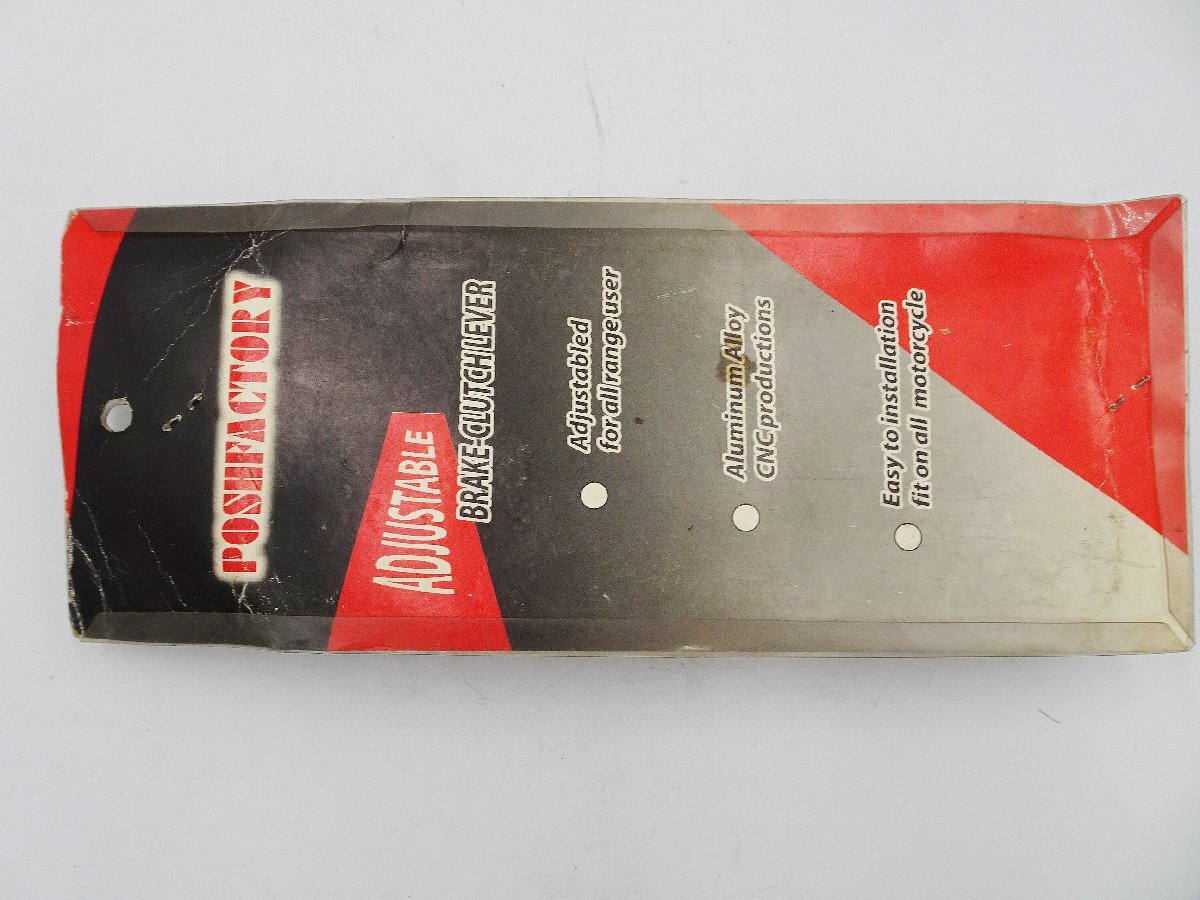 POSHFACTORY
ADJUSTABLE
BRAKE-CLUTCH LEVER
Adjustabled
for all range user
Aluminum Alloy
CNC productions
Easy to installation
fit on all motorcycle